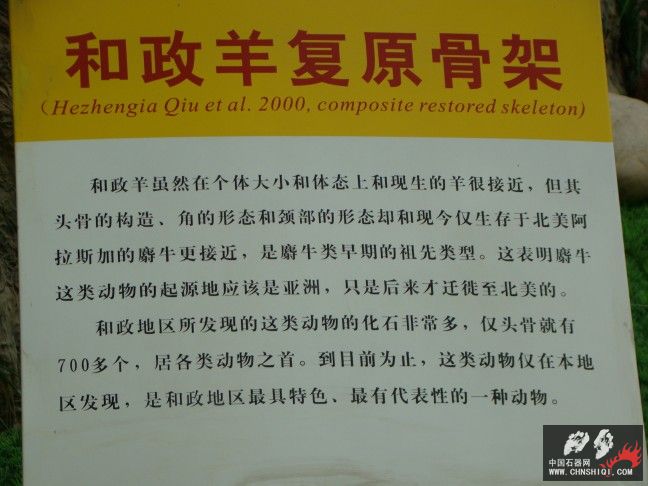 和政羊复原骨架
(Hezhengia Qiu et al. 2000, composite restored skeleton)
和政羊虽然在个体大小和体态上和现生的羊很接近，但其
头骨的构造、角的形态和颈部的形态却和现今仅生存于北美阿
拉斯加的麝牛更接近，是麝牛类早期的祖先类型。这表明麝牛
这类动物的起源地应该是亚洲，只是后来才迁徙至北美的。
和政地区所发现的这类动物的化石非常多，仅头骨就有
700多个，居各类动物之首。到目前为止，这类动物仅在本地
区发现，是和政地区最具特色、最有代表性的一种动物。
中国石器网
WWW.CHNSHIQI.COM